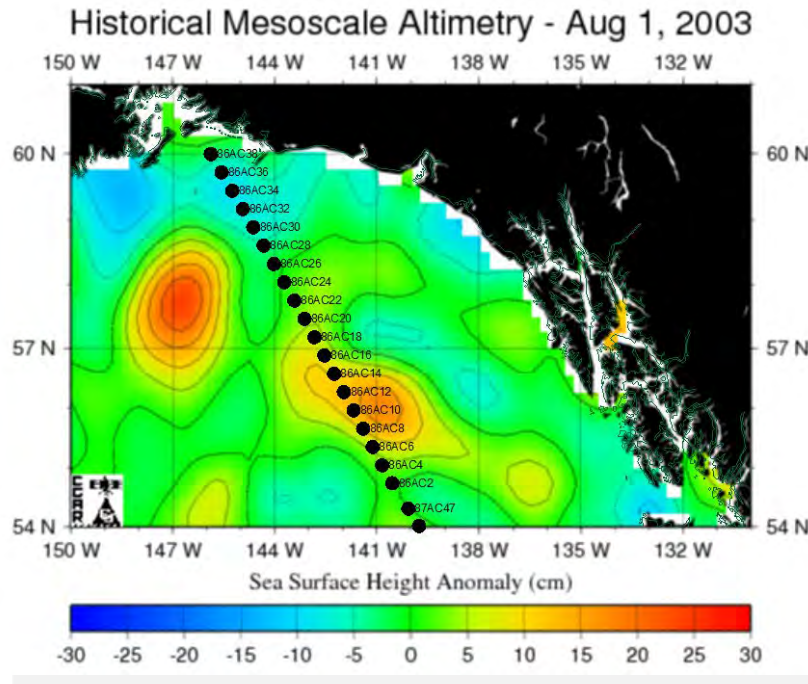 Historical Mesoscale Altimetry - Aug 1, 2003
150 W 147 W 144 W 141 W 138 W 135 W 132 W
60 N 60 N
86AC38
86AC36
86AC34
86AC32
86AC30
86AC28
86AC26
86AC24
86AC22
86AC20
86AC18
57 N 57 N
86AC16
86AC14
86AC12
86AC10
86AC8
86AC6
86AC4
86AC2
CCAR
87AC47
54 N 54 N
150 W 147 W 144 W 141 W 138 W 135 W 132 W
Sea Surface Height Anomaly (cm)
-30 -25 -20 -15 -10 -5 0 5 10 15 20 25 30